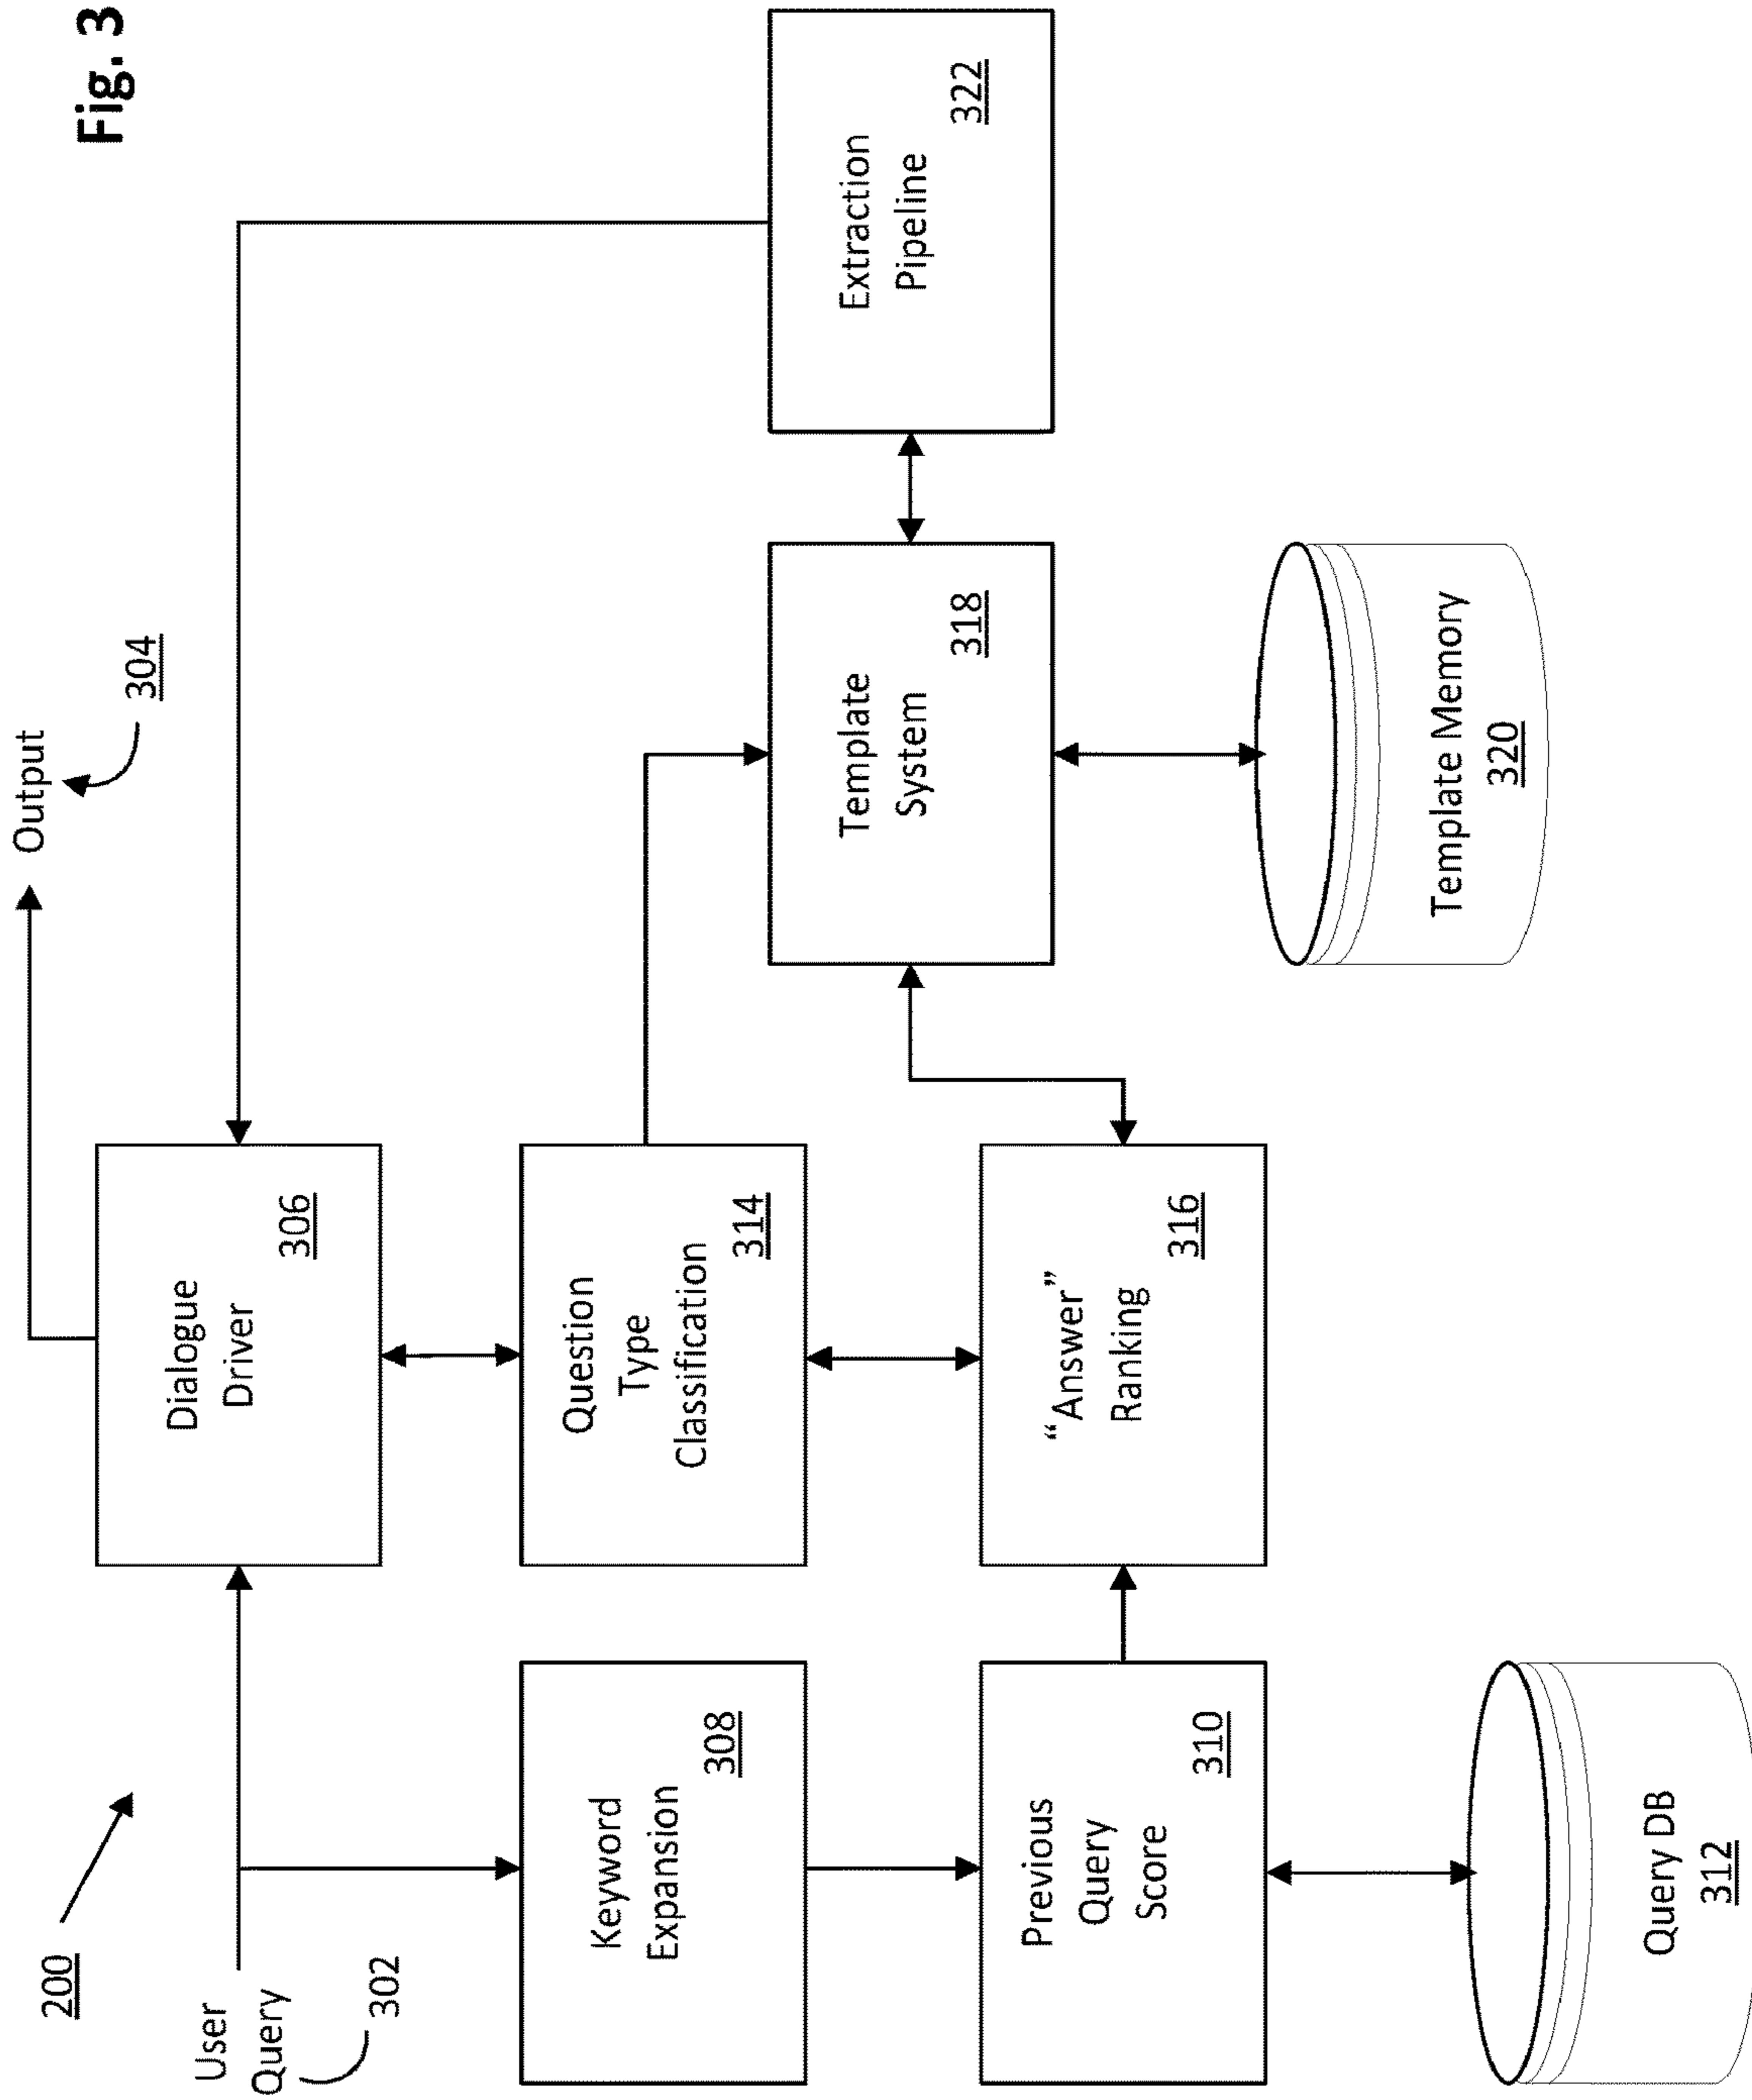 Fig. 3
200
User
Query
302
Output
304
Dialogue
Driver
306
Keyword
Expansion
308
Question
Type
Classification
314
Template
System
318
Extraction
Pipeline
322
Previous
Query
Score
310
“Answer”
Ranking
316
Query DB
312
Template Memory
320